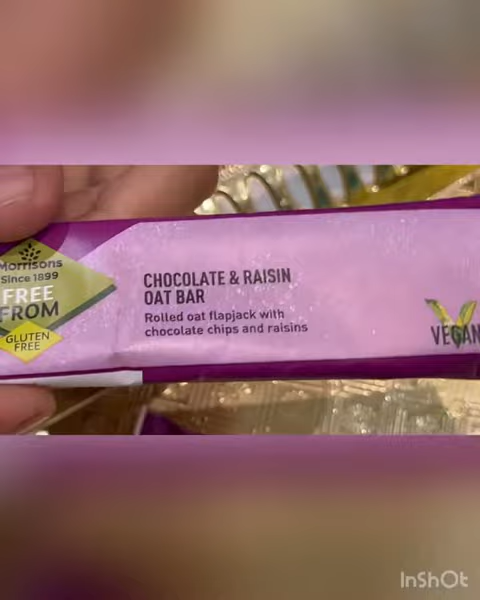 Morrisons
Since 1899
FREE
FROM
GLUTEN
FREE
CHOCOLATE & RAISIN
OAT BAR
Rolled oat flapjack with
chocolate chips and raisins
VEGAN
InShOt